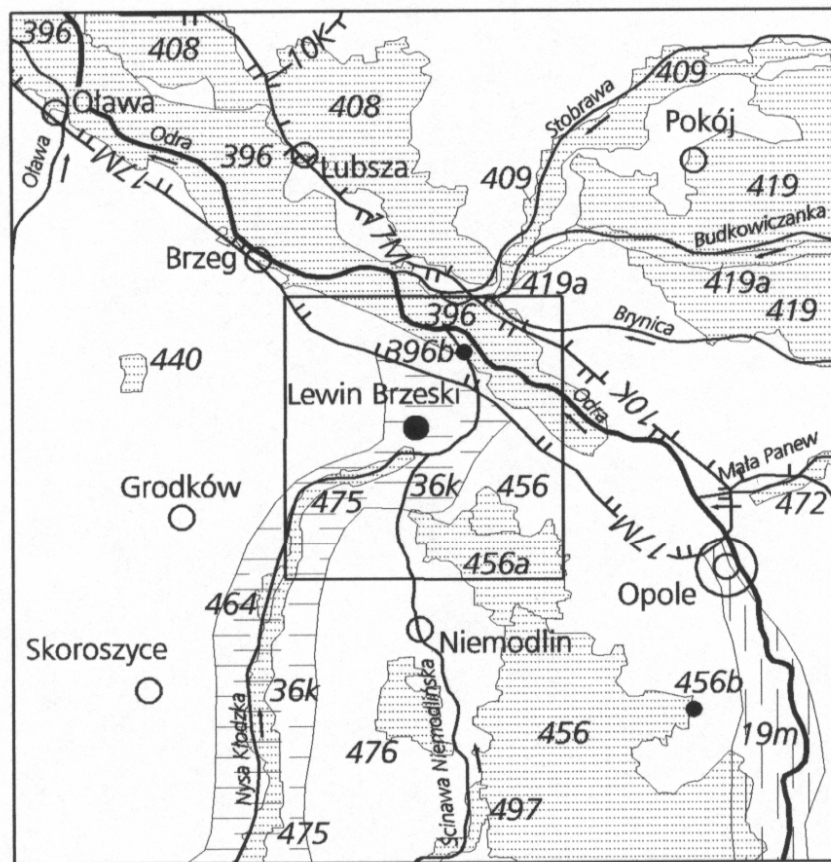 396
408
10K
409
Oława
408
Stobrawa
Pokój
Odra
Oława
17M
396
Lubsza
409
419
17M
Budkowiczanka
Brzeg
419a
419a
419
396
Brynica
440
396b
Lewin Brzeski
Odra
10K
Mała Panew
Grodków
475
36k
456
472
17M
456a
Opole
464
Niemodlin
Skoroszyce
36k
456b
Nysa Kłodzka
476
Ścinawa Niemodlińska
456
19m
497
475